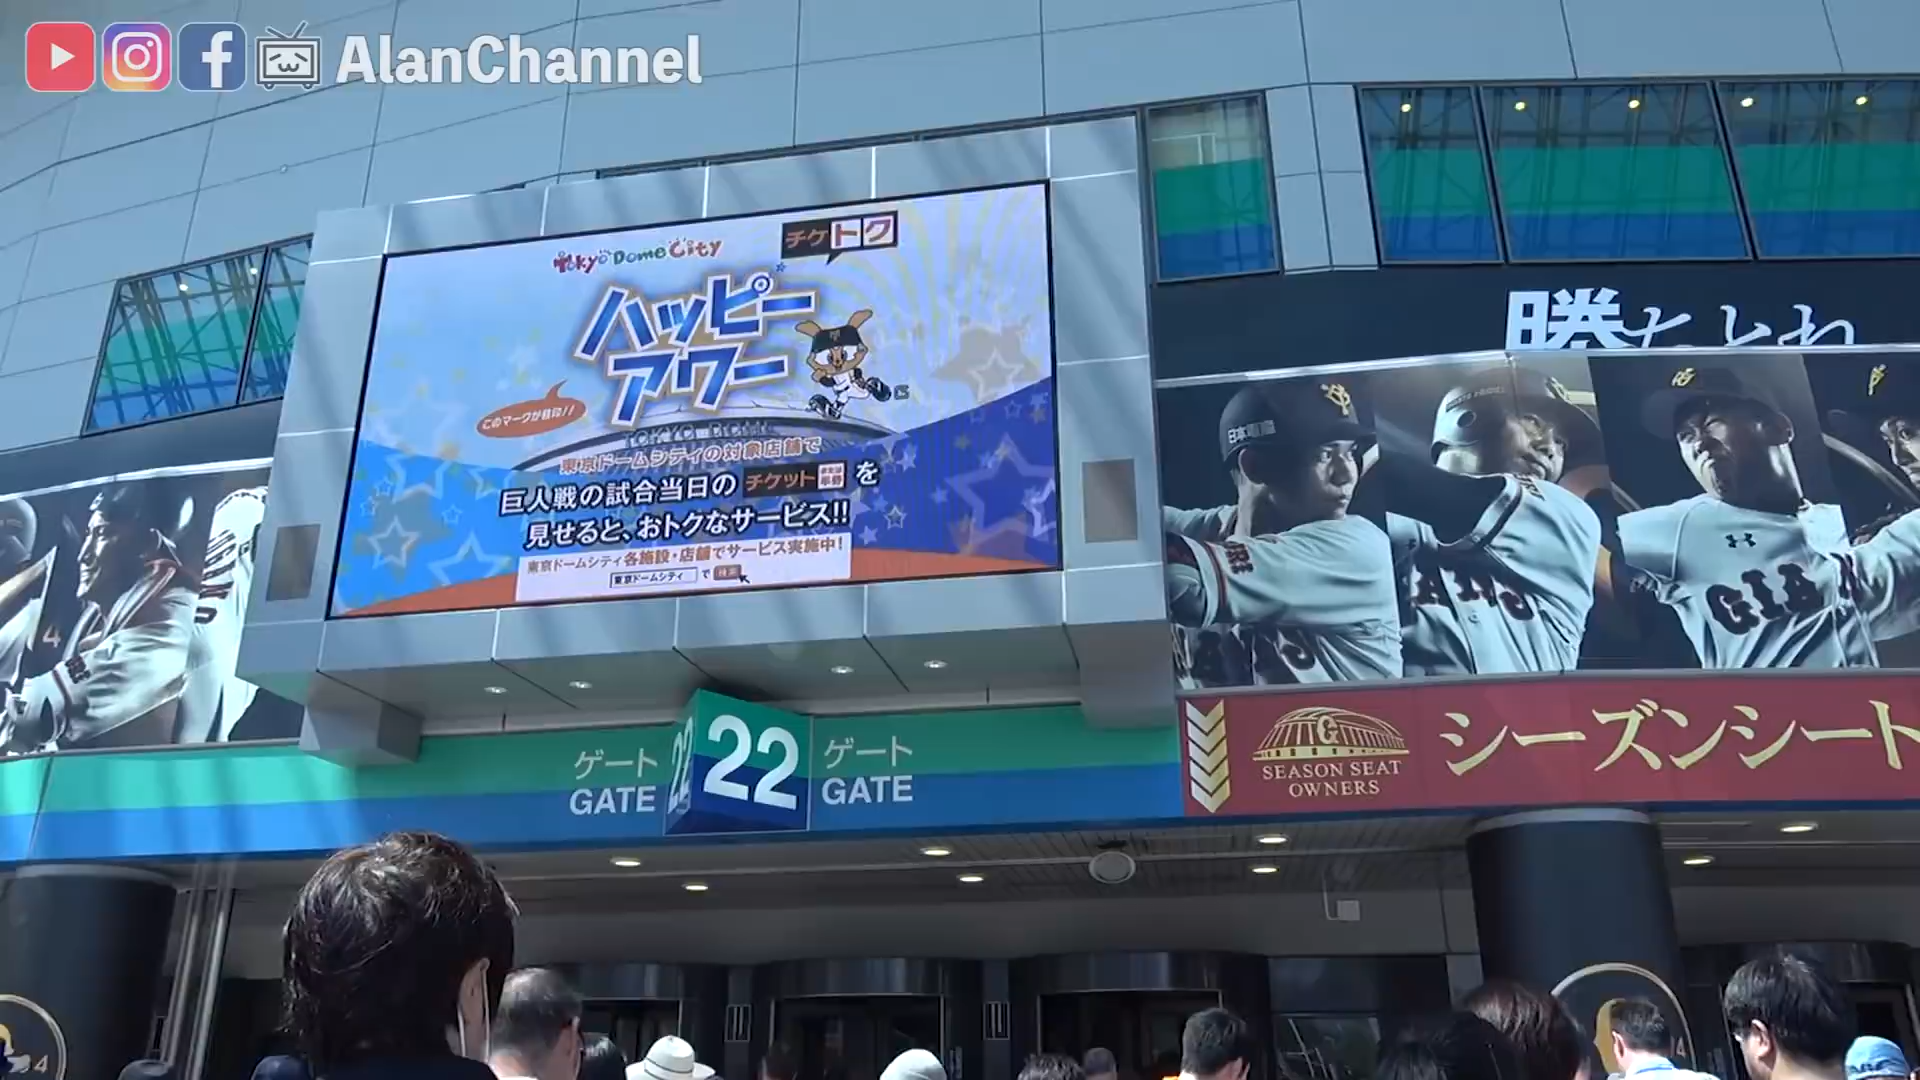 AlanChannel
Tokyo Dome City
チケトク
ハッピー
アワー
このマークが目印!!
TOKYO DOME
東京ドームシティの対象店舗で
巨人戦の試合当日のチケットを
見せると、おトクなサービス!!
東京ドームシティ各施設・店舗でサービス実施中!
東京ドームシティ で 検索
勝
GIA
ゲート
GATE
22
22
ゲート
GATE
G
SEASON SEAT
OWNERS
シーズンシート